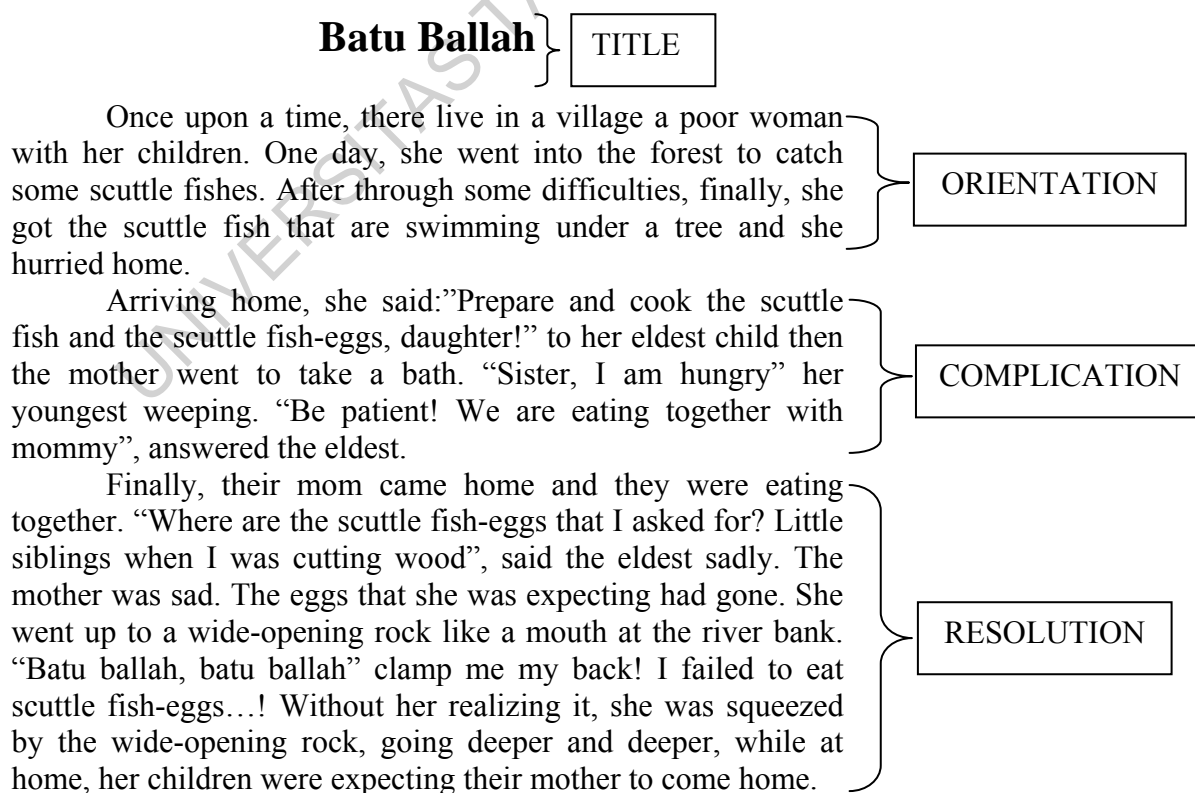 Batu Ballah
TITLE
Once upon a time, there live in a village a poor woman
with her children. One day, she went into the forest to catch
some scuttle fishes. After through some difficulties, finally, she
got the scuttle fish that are swimming under a tree and she
hurried home.
ORIENTATION
Arriving home, she said:”Prepare and cook the scuttle
fish and the scuttle fish-eggs, daughter!” to her eldest child then
the mother went to take a bath. “Sister, I am hungry” her
youngest weeping. “Be patient! We are eating together with
mommy”, answered the eldest.
COMPLICATION
Finally, their mom came home and they were eating
together. “Where are the scuttle fish-eggs that I asked for? Little
siblings when I was cutting wood”, said the eldest sadly. The
mother was sad. The eggs that she was expecting had gone. She
went up to a wide-opening rock like a mouth at the river bank.
“Batu ballah, batu ballah” clamp me my back! I failed to eat
scuttle fish-eggs…! Without her realizing it, she was squeezed
by the wide-opening rock, going deeper and deeper, while at
home, her children were expecting their mother to come home.
RESOLUTION
UNIVERSITAS